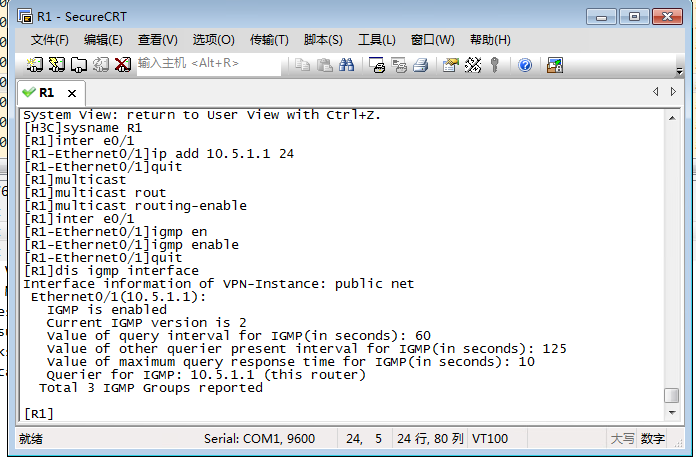 R1 - SecureCRT
文件(F) 编辑(E) 查看(V) 选项(O) 传输(T) 脚本(S) 工具(L) 窗口(W) 帮助(H)
输入主机 <Alt+R>
R1
System View: return to User View with Ctrl+Z.
[H3C]sysname R1
[R1]inter e0/1
[R1-Ethernet0/1]ip add 10.5.1.1 24
[R1-Ethernet0/1]quit
[R1]multicast
[R1]multicast rout
[R1]multicast routing-enable
[R1]inter e0/1
[R1-Ethernet0/1]igmp en
[R1-Ethernet0/1]igmp enable
[R1-Ethernet0/1]quit
[R1]dis igmp interface
Interface information of VPN-Instance: public net
Ethernet0/1(10.5.1.1):
IGMP is enabled
Current IGMP version is 2
Value of query interval for IGMP(in seconds): 60
Value of other querier present interval for IGMP(in seconds): 125
Value of maximum query response time for IGMP(in seconds): 10
Querier for IGMP: 10.5.1.1 (this router)
Total 3 IGMP Groups reported
[R1]
就绪 Serial: COM1, 9600 24, 5 24 行, 80 列 VT100 大写 数字